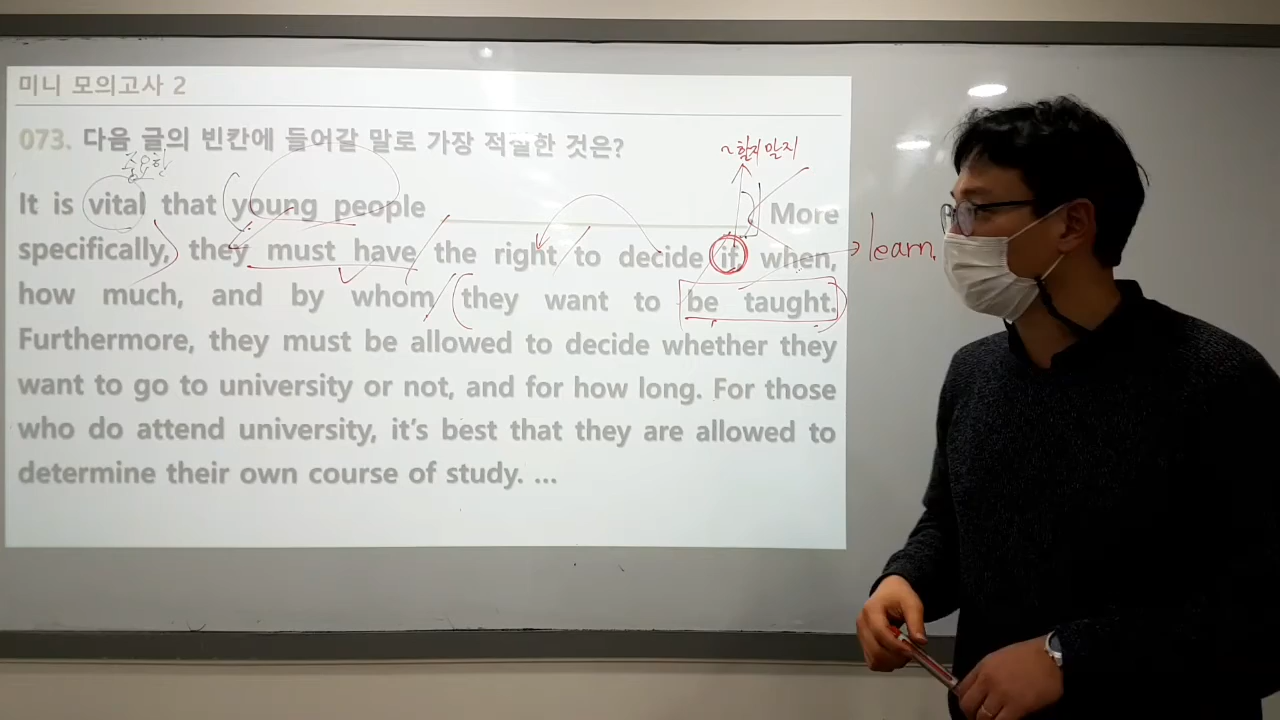 미니 모의고사 2
073. 다음 글의 빈칸에 들어갈 말로 가장 적절한 것은?
중요한
~할지 말지
It is vital that young people More
specifically, they must have the right to decide if, when,
learn.
how much, and by whom they want to be taught.
Furthermore, they must be allowed to decide whether they
want to go to university or not, and for how long. For those
who do attend university, it's best that they are allowed to
determine their own course of study. ...